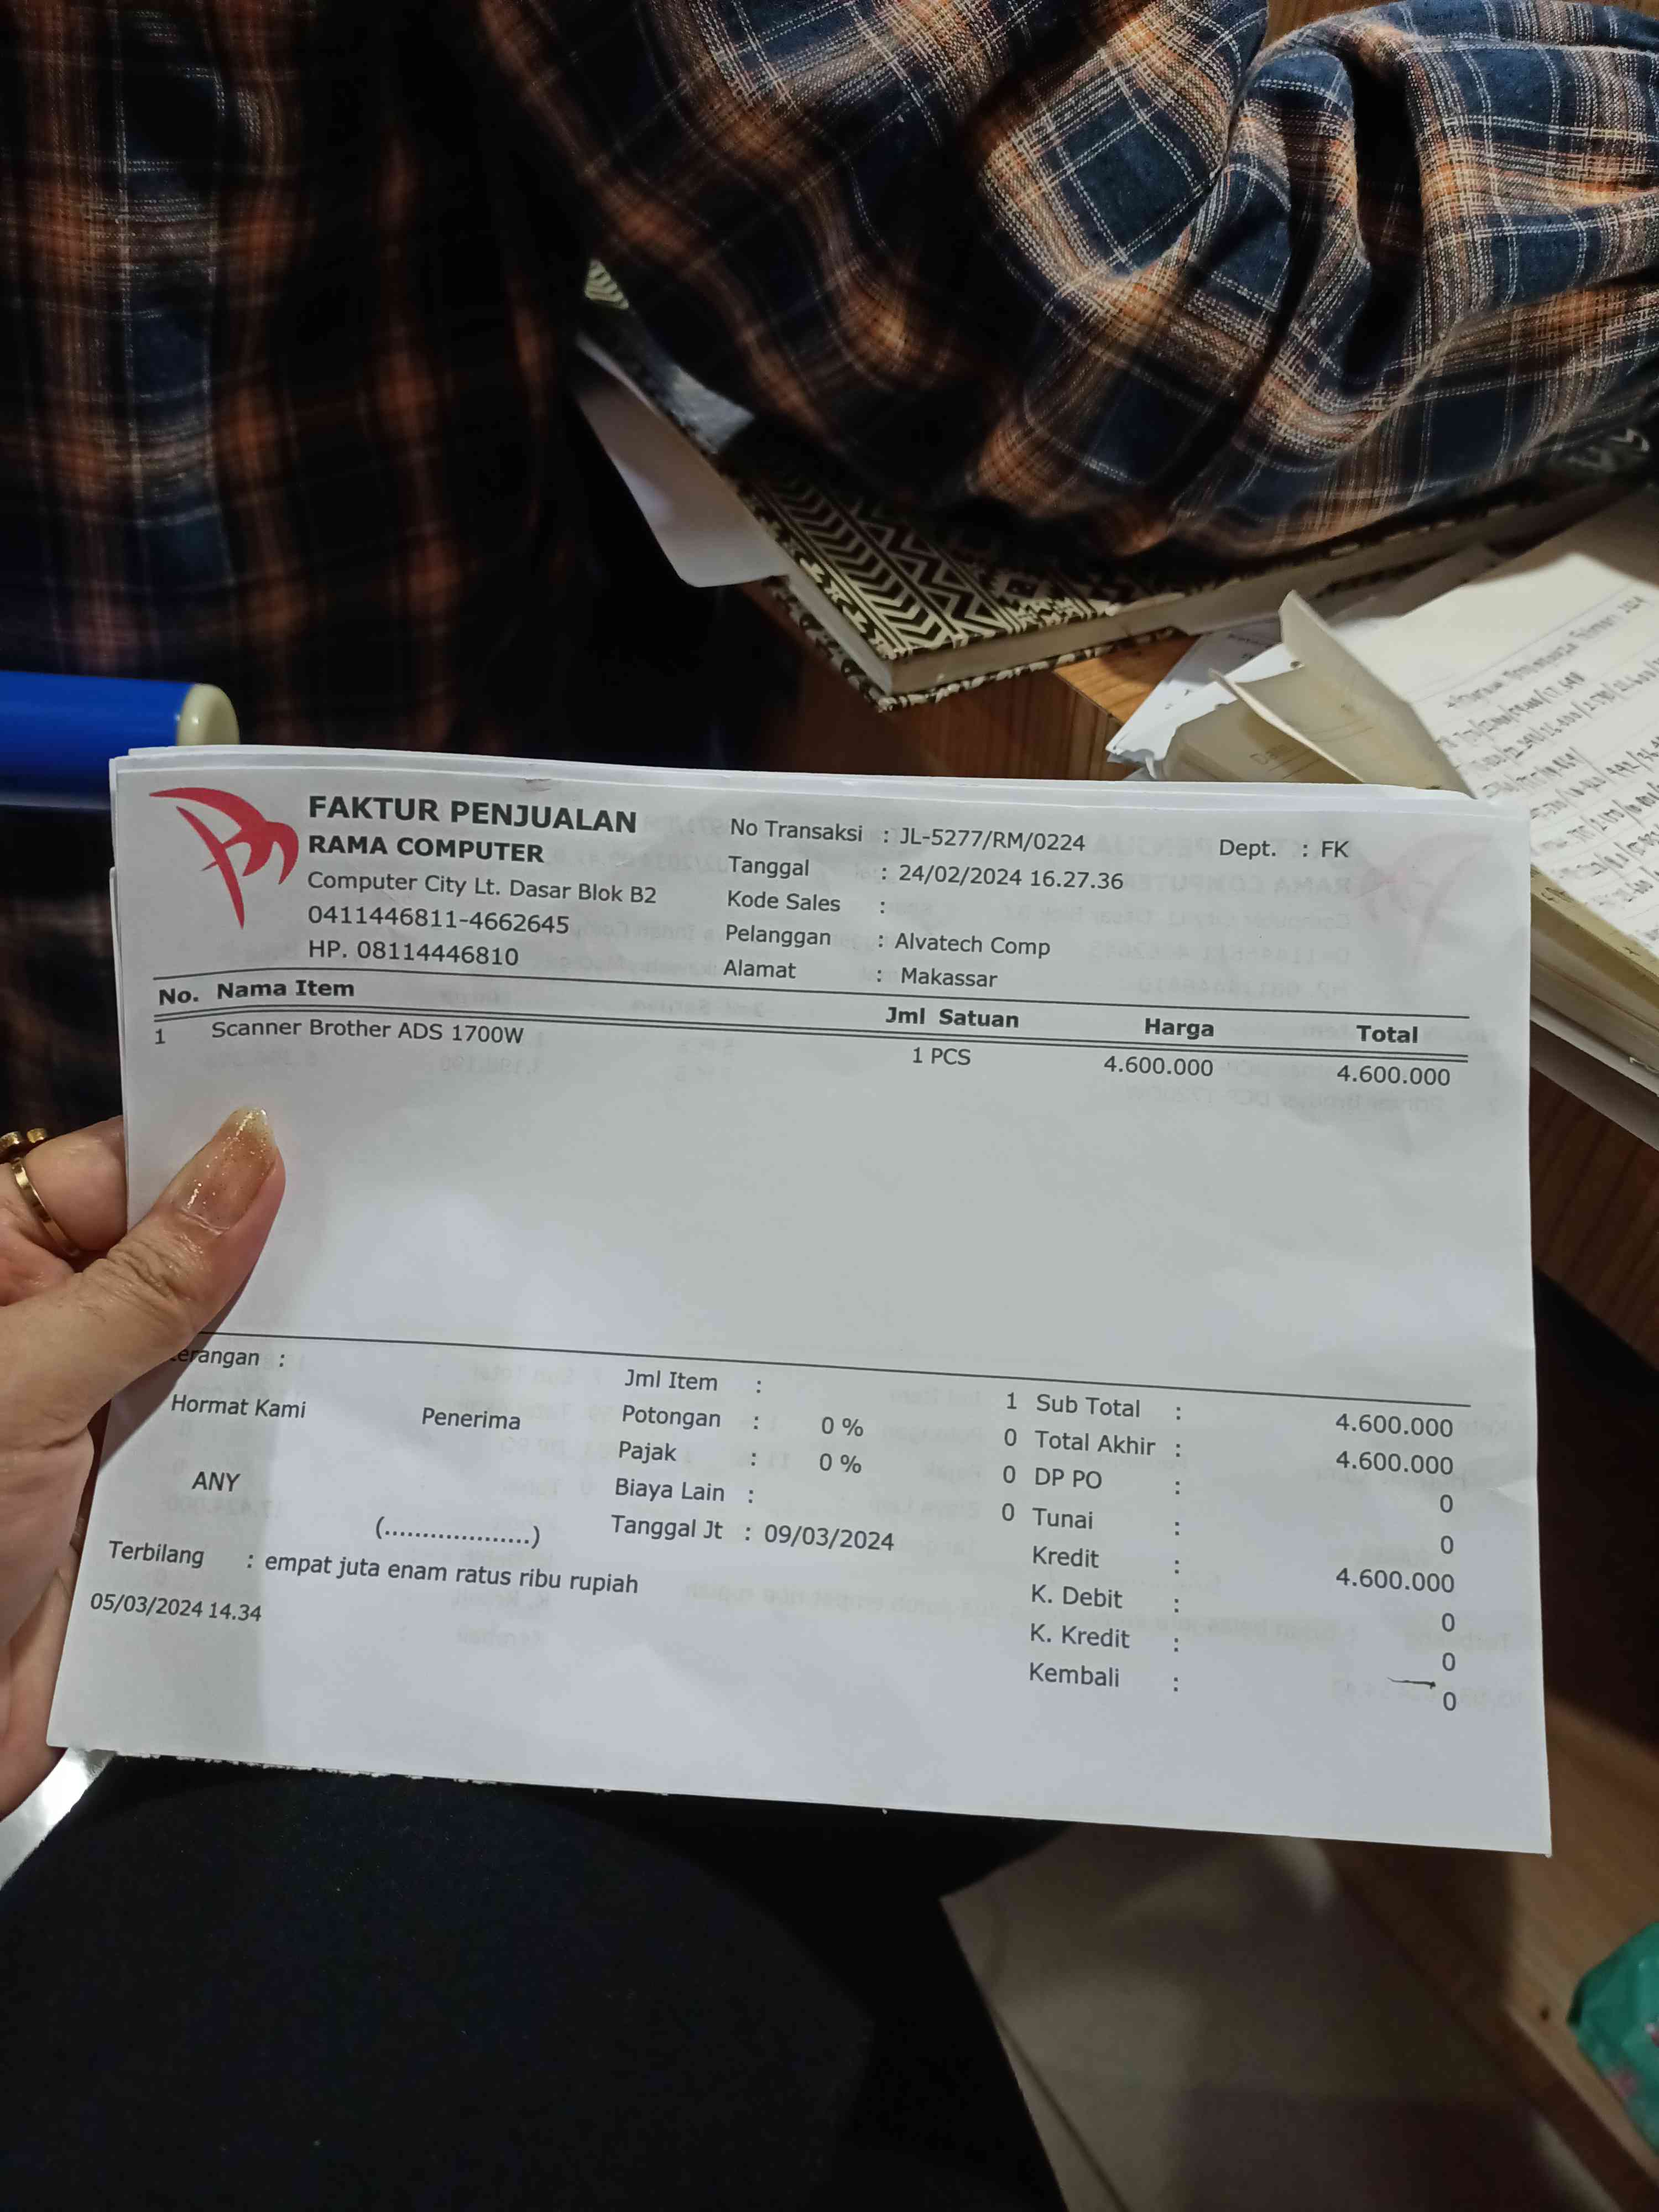 FAKTUR PENJUALAN
RAMA COMPUTER
Computer City Lt. Dasar Blok B2
0411446811-4662645
HP. 08114446810
No Transaksi : JL-5277/RM/0224
Dept. : FK
Tanggal : 24/02/2024 16.27.36
Kode Sales :
Pelanggan : Alvatech Comp
Alamat : Makassar
No. Nama Item Jml Satuan Harga Total
1 Scanner Brother ADS 1700W 1 PCS 4.600.000 4.600.000
erangan :
Hormat Kami
Penerima
ANY
(...................)
Jml Item : 1
Potongan : 0 % 0
Pajak : 0 % 0
Biaya Lain : 0
Tanggal Jt : 09/03/2024
Sub Total : 4.600.000
Total Akhir : 4.600.000
DP PO : 0
Tunai : 0
Kredit : 4.600.000
K. Debit : 0
K. Kredit : 0
Kembali : 0
Terbilang : empat juta enam ratus ribu rupiah
05/03/2024 14.34